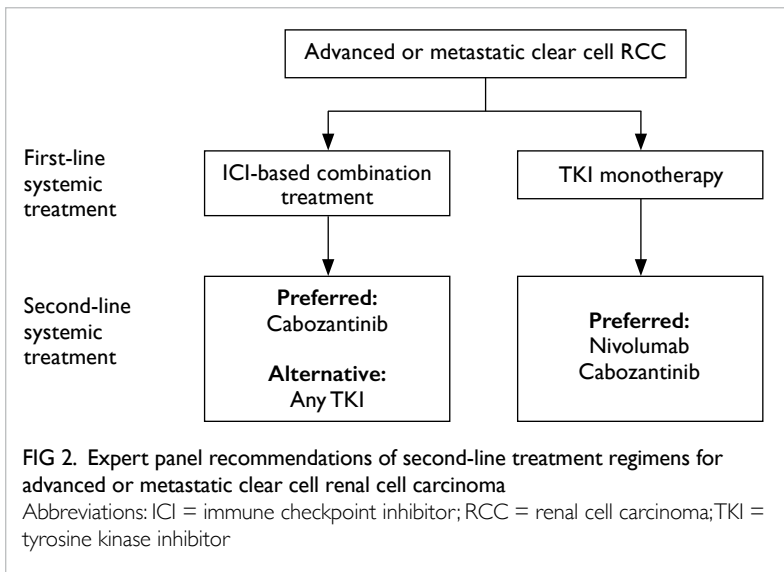 Advanced or metastatic clear cell RCC
First-line
systemic
treatment
ICI-based combination
treatment
TKI monotherapy
Second-line
systemic
treatment
Preferred:
Cabozantinib
Alternative:
Any TKI
Preferred:
Nivolumab
Cabozantinib
FIG 2. Expert panel recommendations of second-line treatment regimens for
advanced or metastatic clear cell renal cell carcinoma
Abbreviations: ICI = immune checkpoint inhibitor; RCC = renal cell carcinoma; TKI =
tyrosine kinase inhibitor